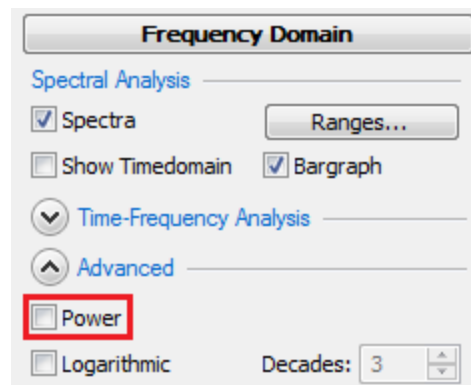 Frequency Domain
Spectral Analysis
Spectra Ranges...
Show Timedomain Bargraph
Time-Frequency Analysis
Advanced
Power
Logarithmic Decades: 3